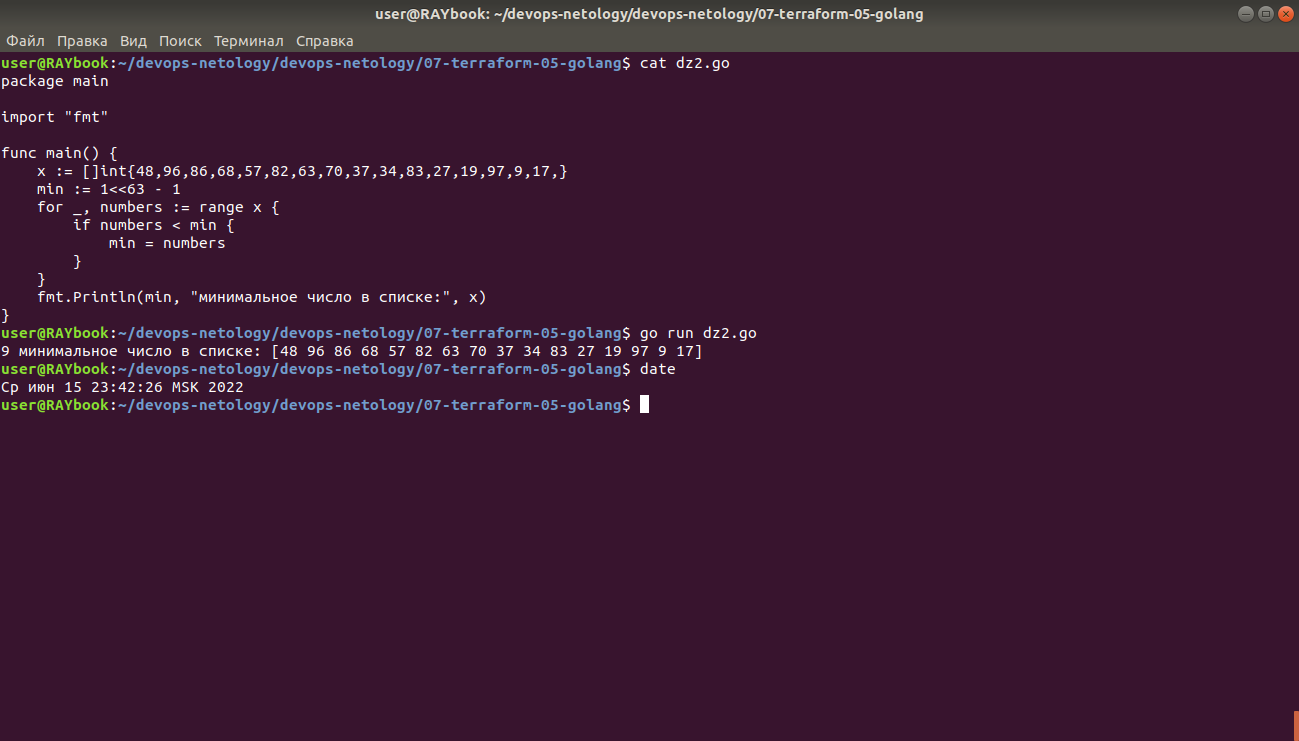 user@RAYbook: ~/devops-netology/devops-netology/07-terraform-05-golang
Файл Правка Вид Поиск Терминал Справка
user@RAYbook:~/devops-netology/devops-netology/07-terraform-05-golang$ cat dz2.go
package main

import "fmt"

func main() {
    x := []int{48,96,86,68,57,82,63,70,37,34,83,27,19,97,9,17,}
    min := 1<<63 - 1
    for _, numbers := range x {
        if numbers < min {
            min = numbers
        }
    }
    fmt.Println(min, "минимальное число в списке:", x)
}
user@RAYbook:~/devops-netology/devops-netology/07-terraform-05-golang$ go run dz2.go
9 минимальное число в списке: [48 96 86 68 57 82 63 70 37 34 83 27 19 97 9 17]
user@RAYbook:~/devops-netology/devops-netology/07-terraform-05-golang$ date
Ср июн 15 23:42:26 MSK 2022
user@RAYbook:~/devops-netology/devops-netology/07-terraform-05-golang$